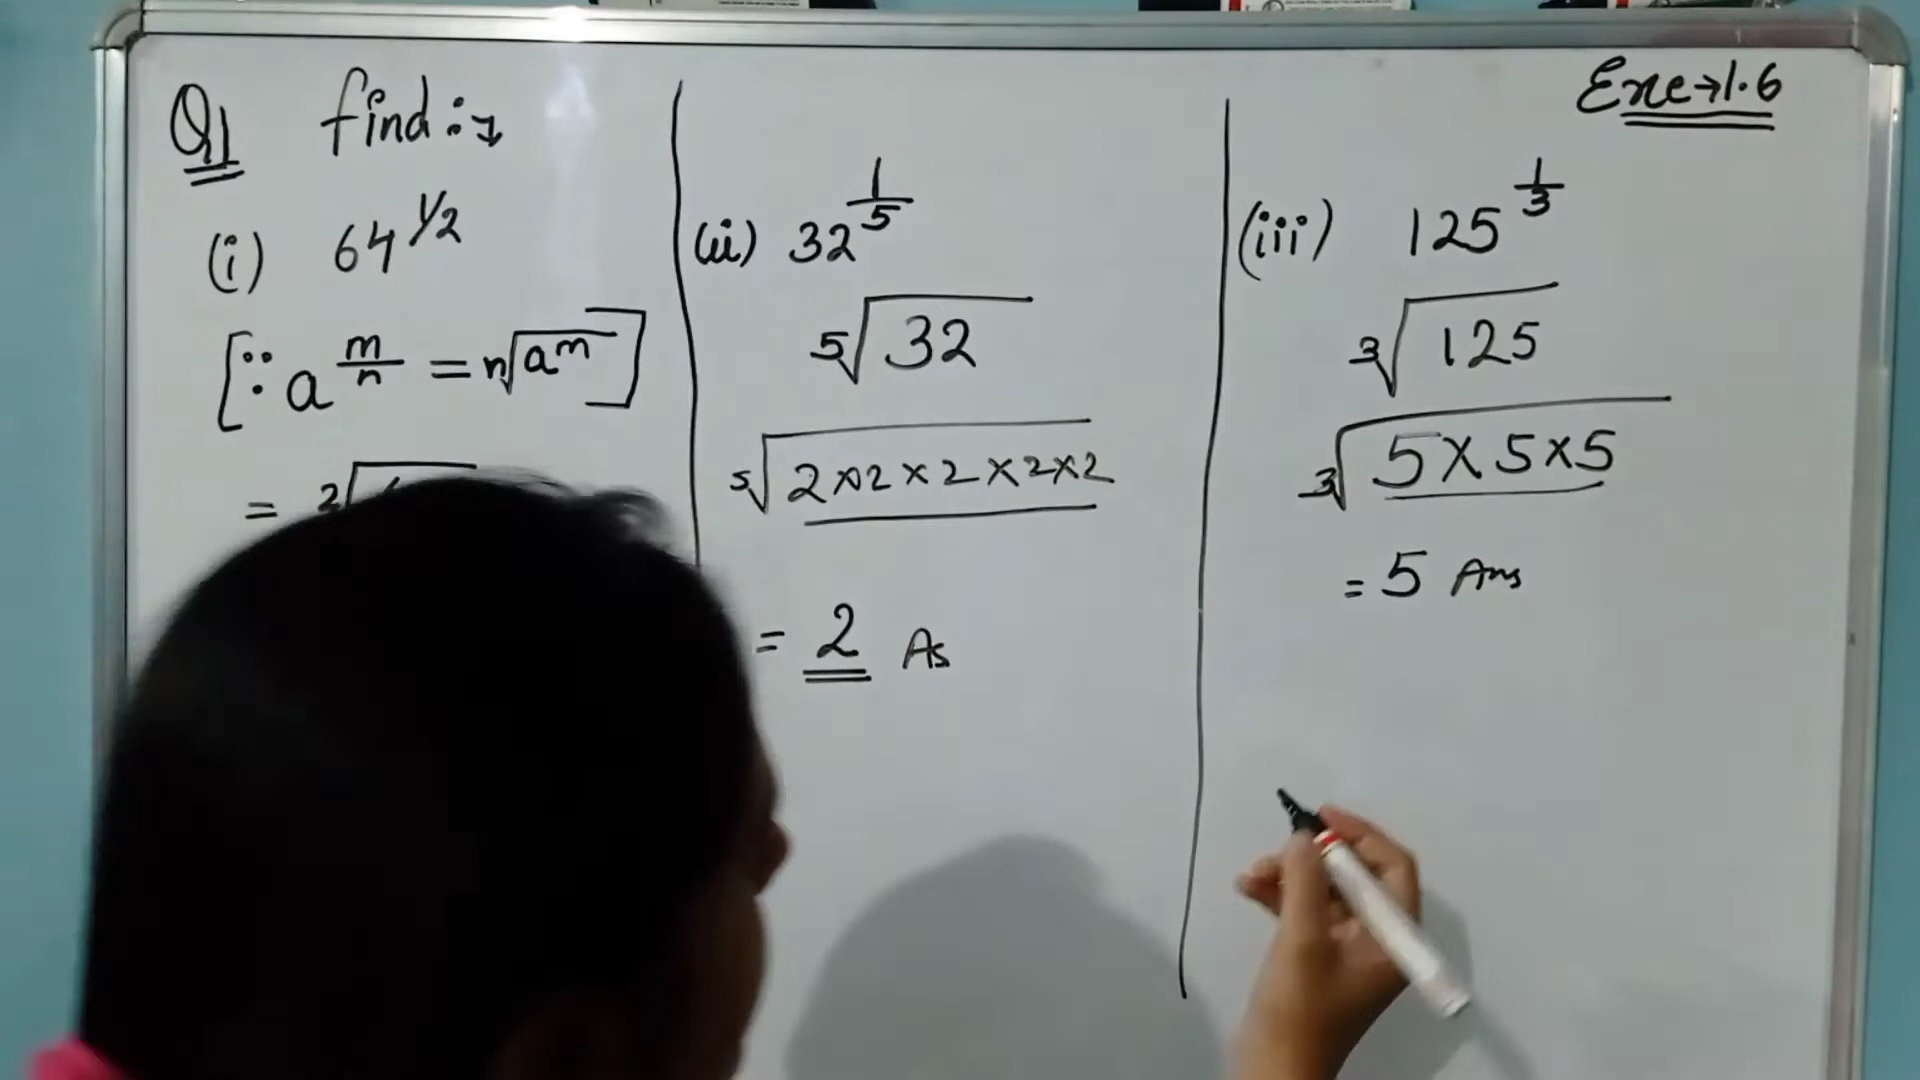 Q1 find :→
(i) 64^1/2
[∵ a^m/n = ⁿ√a^m]
= ²√
(ii) 32^1/5
⁵√32
⁵√2×2×2×2×2
= 2 As
Exe→1.6
(iii) 125^1/3
³√125
³√5×5×5
= 5 Ans